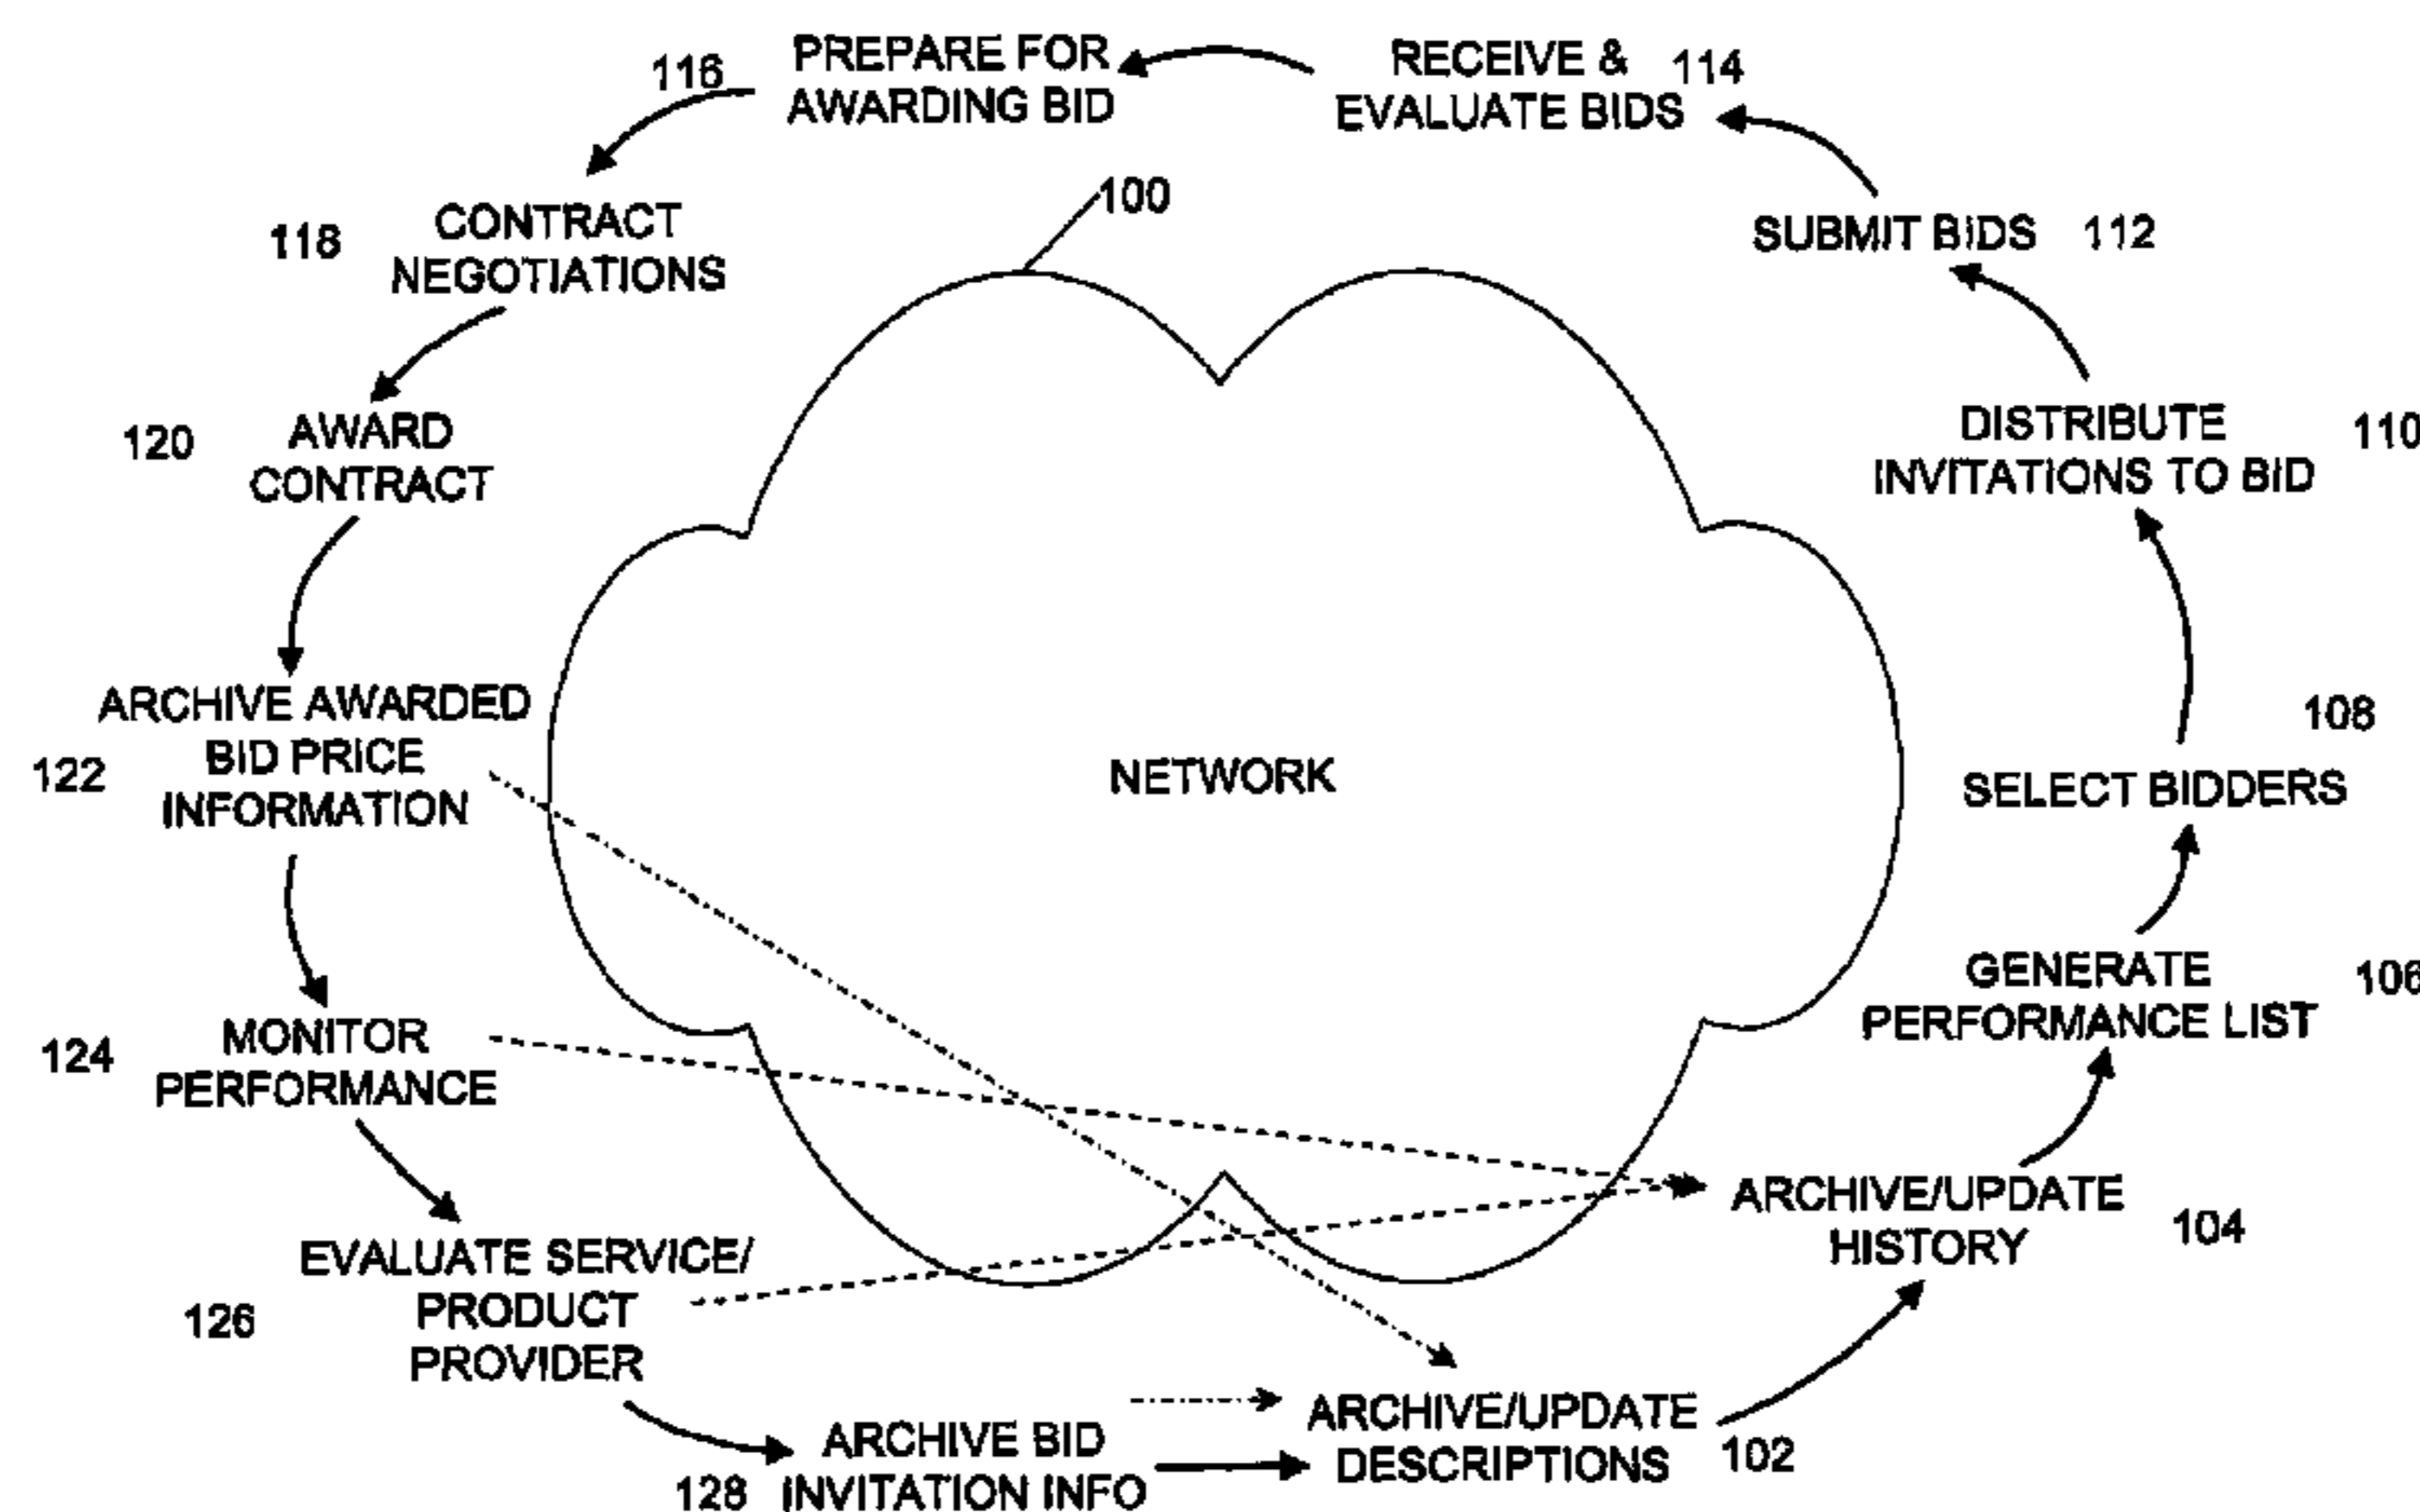 116
PREPARE FOR
AWARDING BID
RECEIVE &
EVALUATE BIDS
114
100
118
CONTRACT
NEGOTIATIONS
SUBMIT BIDS
112
120
AWARD
CONTRACT
DISTRIBUTE
INVITATIONS TO BID
110
122
ARCHIVE AWARDED
BID PRICE
INFORMATION
NETWORK
108
SELECT BIDDERS
GENERATE
PERFORMANCE LIST
106
124
MONITOR
PERFORMANCE
ARCHIVE/UPDATE
HISTORY
104
126
EVALUATE SERVICE/
PRODUCT
PROVIDER
128
ARCHIVE BID
INVITATION INFO
ARCHIVE/UPDATE
DESCRIPTIONS
102